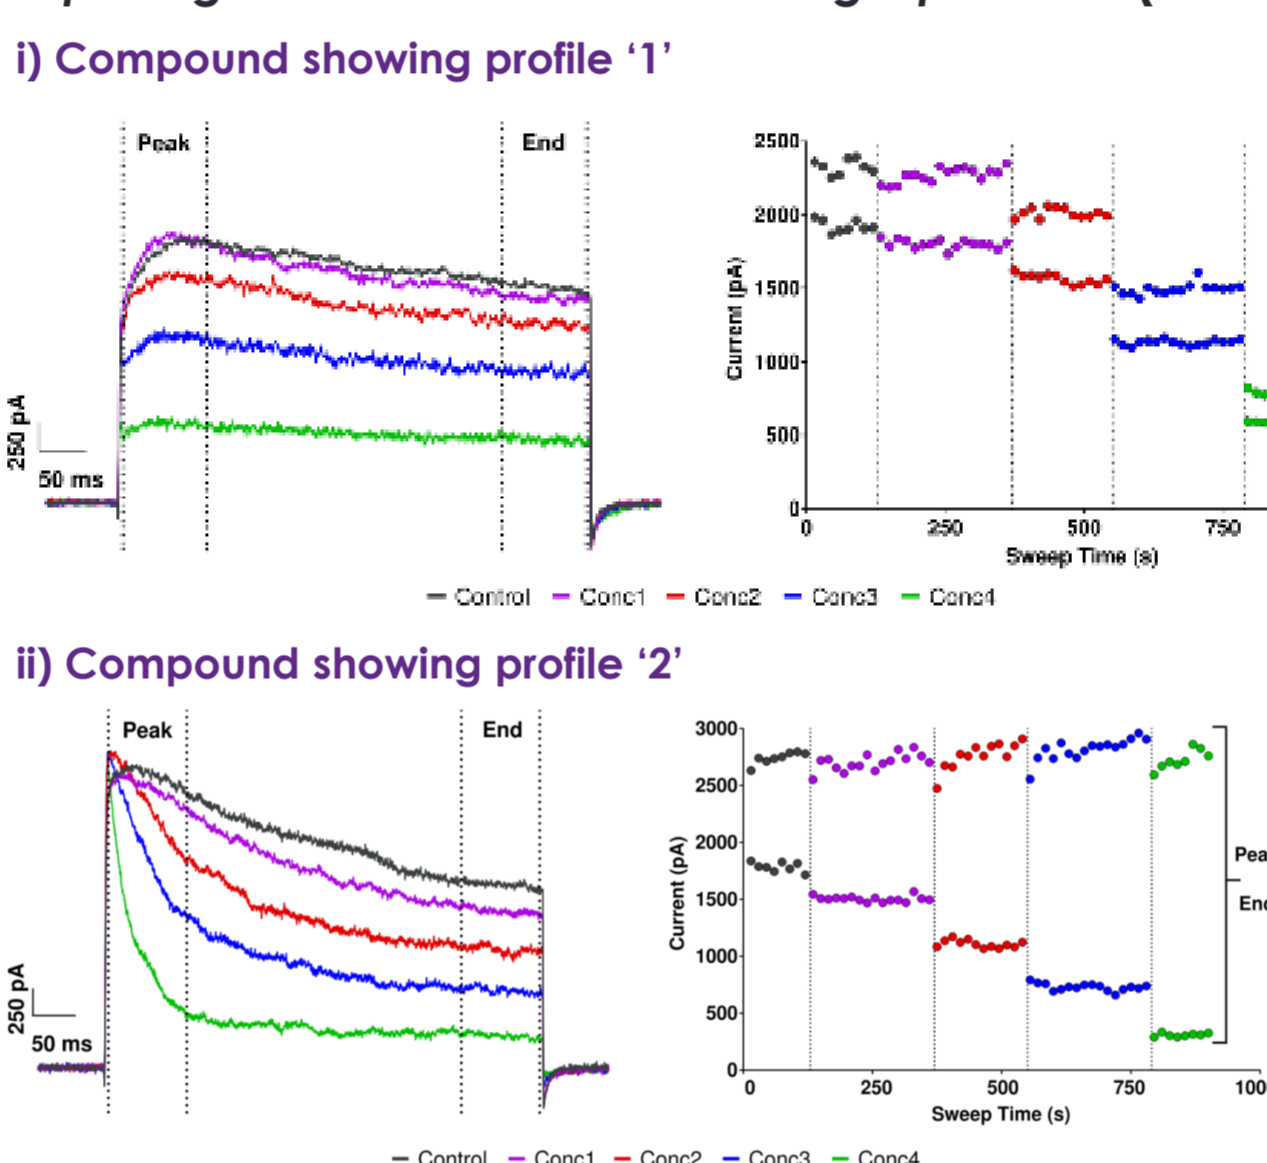 i) Compound showing profile ‘1’
Peak
End
250 pA
50 ms
Current (pA)
2500
2000
1500
1000
500
0
0
250
500
750
Sweep Time (s)
Control
Conc1
Conc2
Conc3
Conc4
ii) Compound showing profile ‘2’
Peak
End
250 pA
50 ms
Current (pA)
3000
2500
2000
1500
1000
500
0
0
250
500
750
100
Sweep Time (s)
Pea
End
Control
Conc1
Conc2
Conc3
Conc4